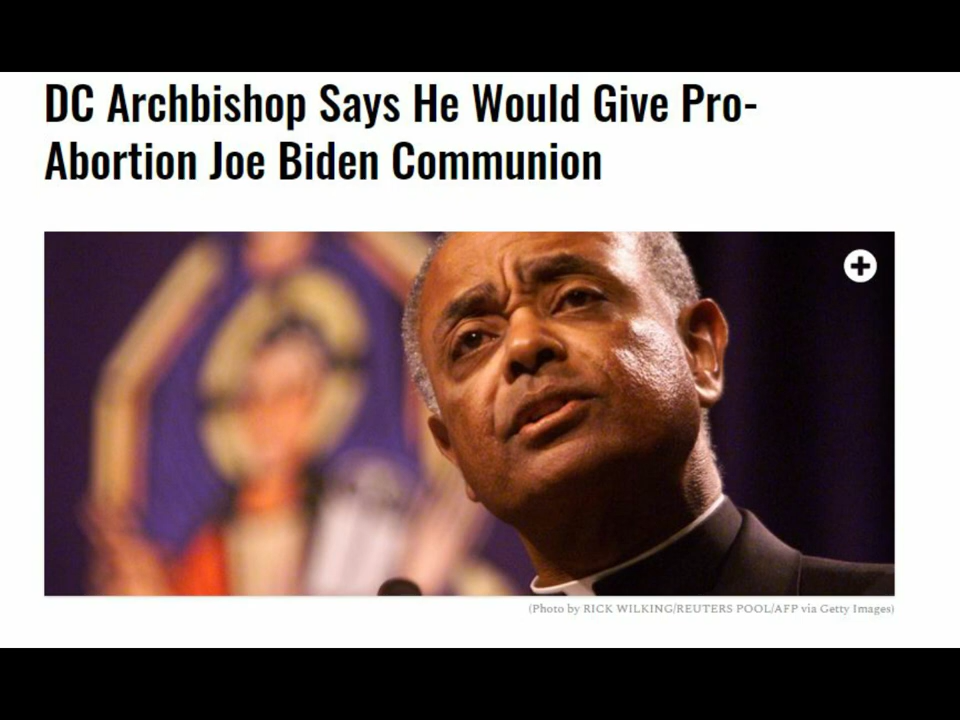 DC Archbishop Says He Would Give Pro-
Abortion Joe Biden Communion
(Photo by RICK WILKING/REUTERS POOL/AFP via Getty Images)